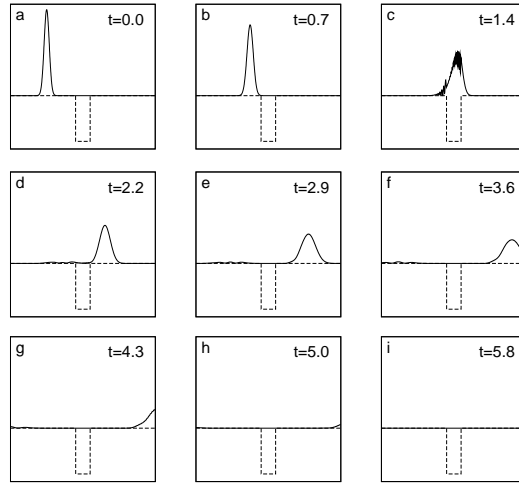 a t=0.0
b t=0.7
c t=1.4
d t=2.2
e t=2.9
f t=3.6
g t=4.3
h t=5.0
i t=5.8